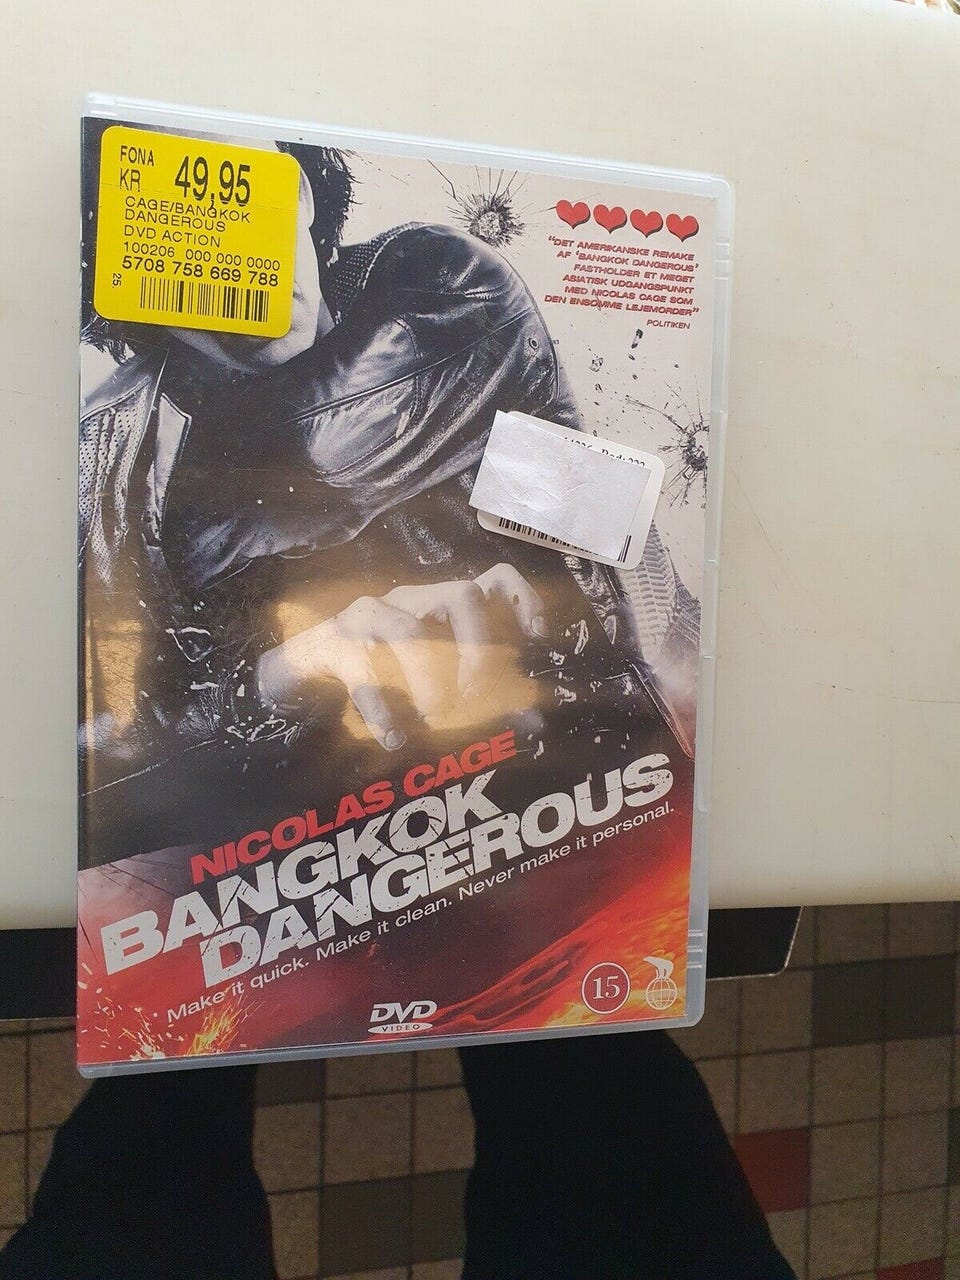 FONA
KR 49,95
CAGE/BANGKOK
DANGEROUS
DVD ACTION
100206 000 000 0000
5708 758 669 788
25
"DET AMERIKANSKE REMAKE
AF 'BANGKOK DANGEROUS'
FASTHOLDER ET MEGET
ASIATISK UDGANGSPUNKT
MED NICOLAS CAGE SOM
DEN ENSOMME LEJEMORDER"
POLITIKEN
NICOLAS CAGE
BANGKOK
DANGEROUS
Make it quick. Make it clean. Never make it personal.
DVD
VIDEO
15